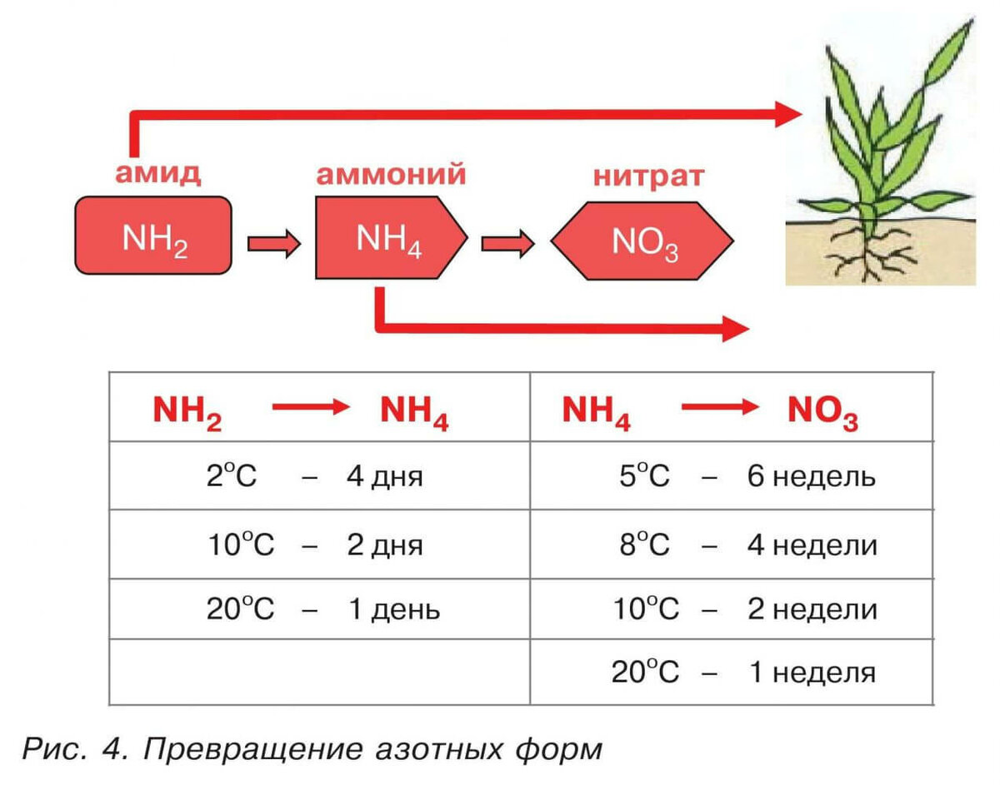 амид аммоний нитрат
NH₂ NH₄ NO₃
NH₂ → NH₄ NH₄ → NO₃
2°C – 4 дня 5°C – 6 недель
10°C – 2 дня 8°C – 4 недели
20°C – 1 день 10°C – 2 недели
20°C – 1 неделя
Рис. 4. Превращение азотных форм